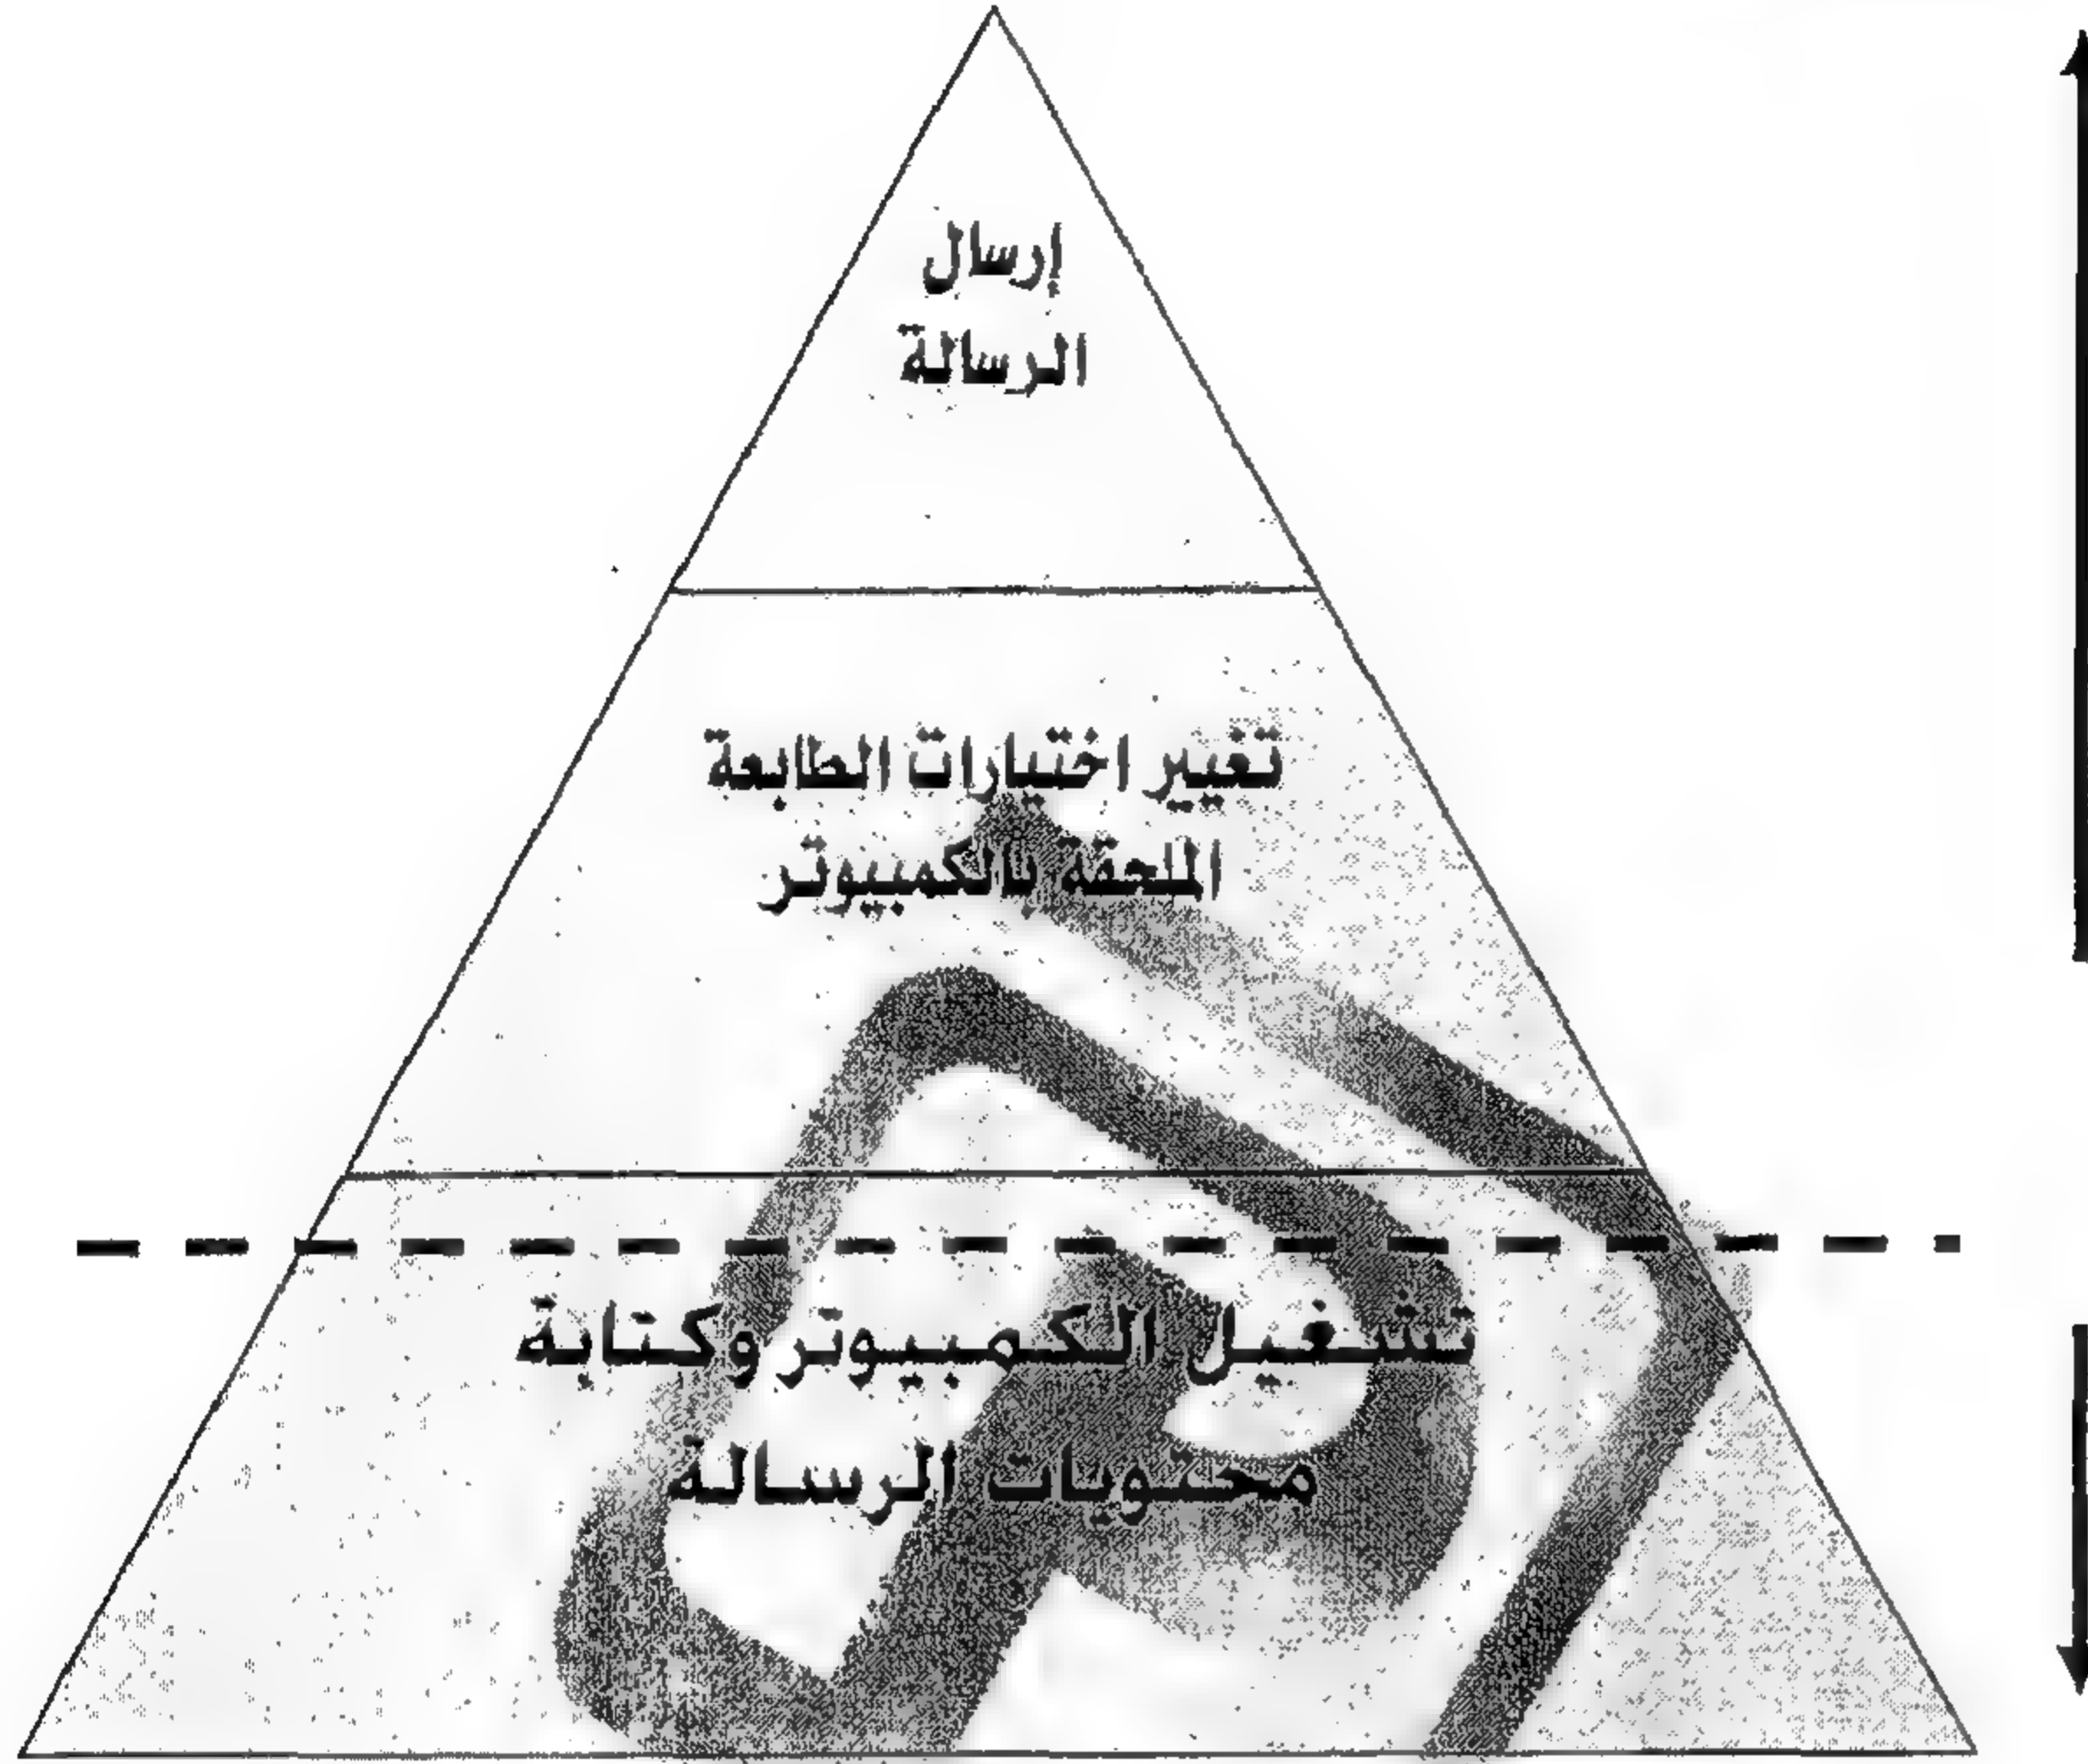 إرسال
الرسالة
تغيير اختيارات الطابعة
الملحقة بالكمبيوتر
تشغيل الكمبيوتر وكتابة
محتويات الرسالة